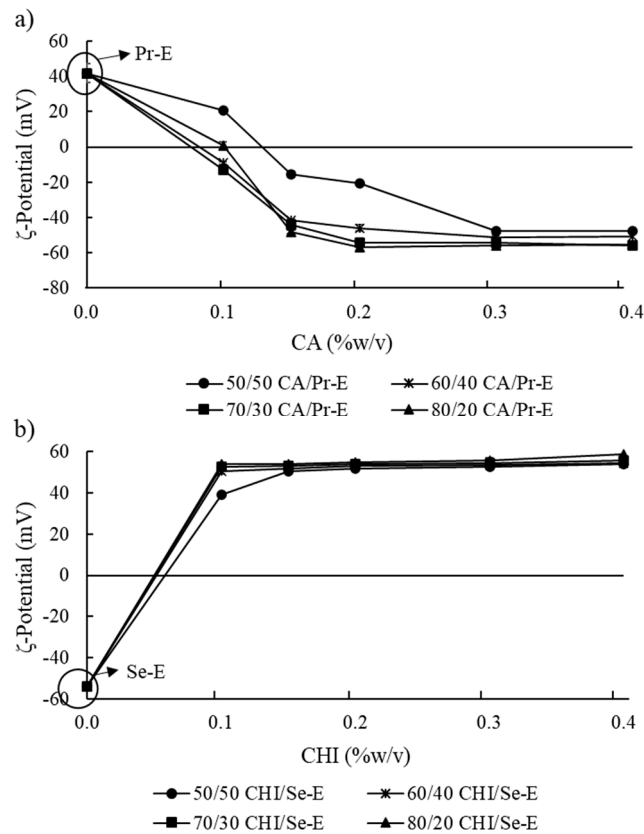 a)
60
40
20
0
-20
-40
-60
-80
ζ-Potential (mV)
Pr-E
0.0 0.1 0.2 0.3 0.4
CA (%w/v)
50/50 CA/Pr-E 60/40 CA/Pr-E
70/30 CA/Pr-E 80/20 CA/Pr-E
b)
60
40
20
0
-20
-40
-60
ζ-Potential (mV)
Se-E
0.0 0.1 0.2 0.3 0.4
CHI (%w/v)
50/50 CHI/Se-E 60/40 CHI/Se-E
70/30 CHI/Se-E 80/20 CHI/Se-E